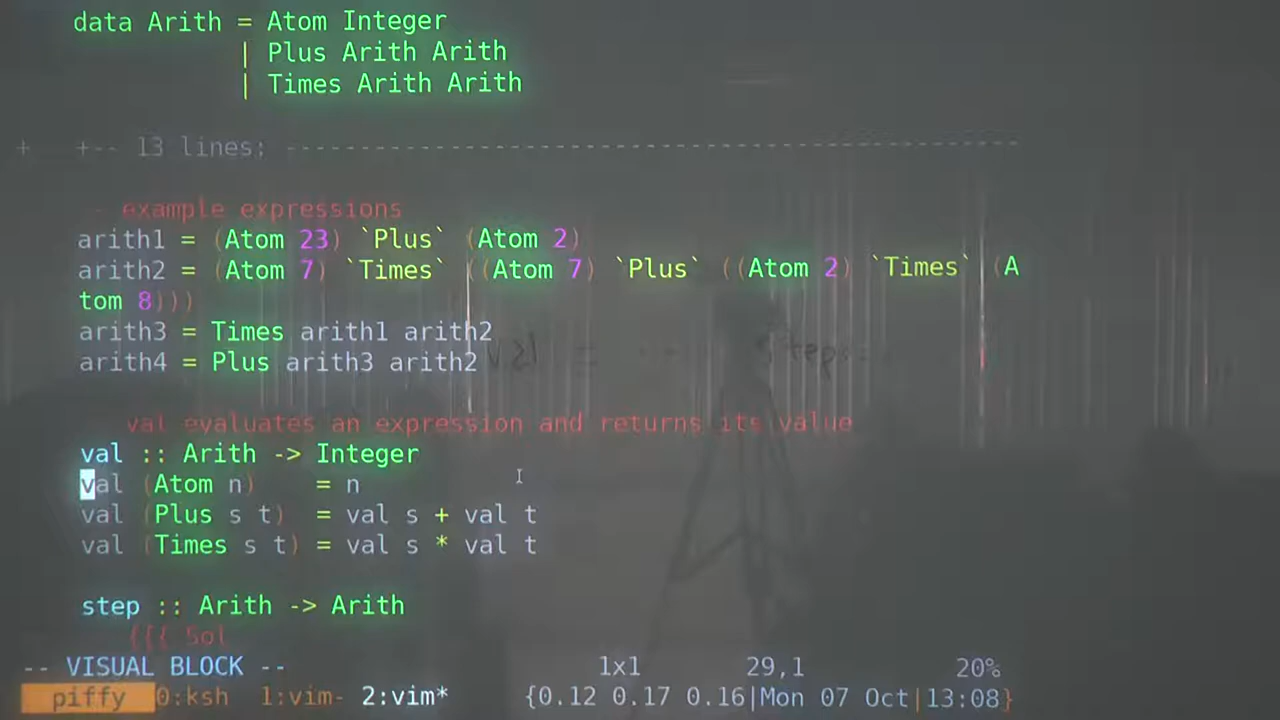 data Arith = Atom Integer
| Plus Arith Arith
| Times Arith Arith
+ +-- 13 lines: --------------------------------------------------
-- example expressions
arith1 = (Atom 23) `Plus` (Atom 2)
arith2 = (Atom 7) `Times` ((Atom 7) `Plus` ((Atom 2) `Times` (A
tom 8)))
arith3 = Times arith1 arith2
arith4 = Plus arith3 arith2
val evaluates an expression and returns its value
val :: Arith -> Integer
val (Atom n) = n
val (Plus s t) = val s + val t
val (Times s t) = val s * val t
step :: Arith -> Arith
{{{ Sol
-- VISUAL BLOCK -- 1x1 29,1 20%
piffy 0:ksh 1:vim- 2:vim* {0.12 0.17 0.16|Mon 07 Oct|13:08}